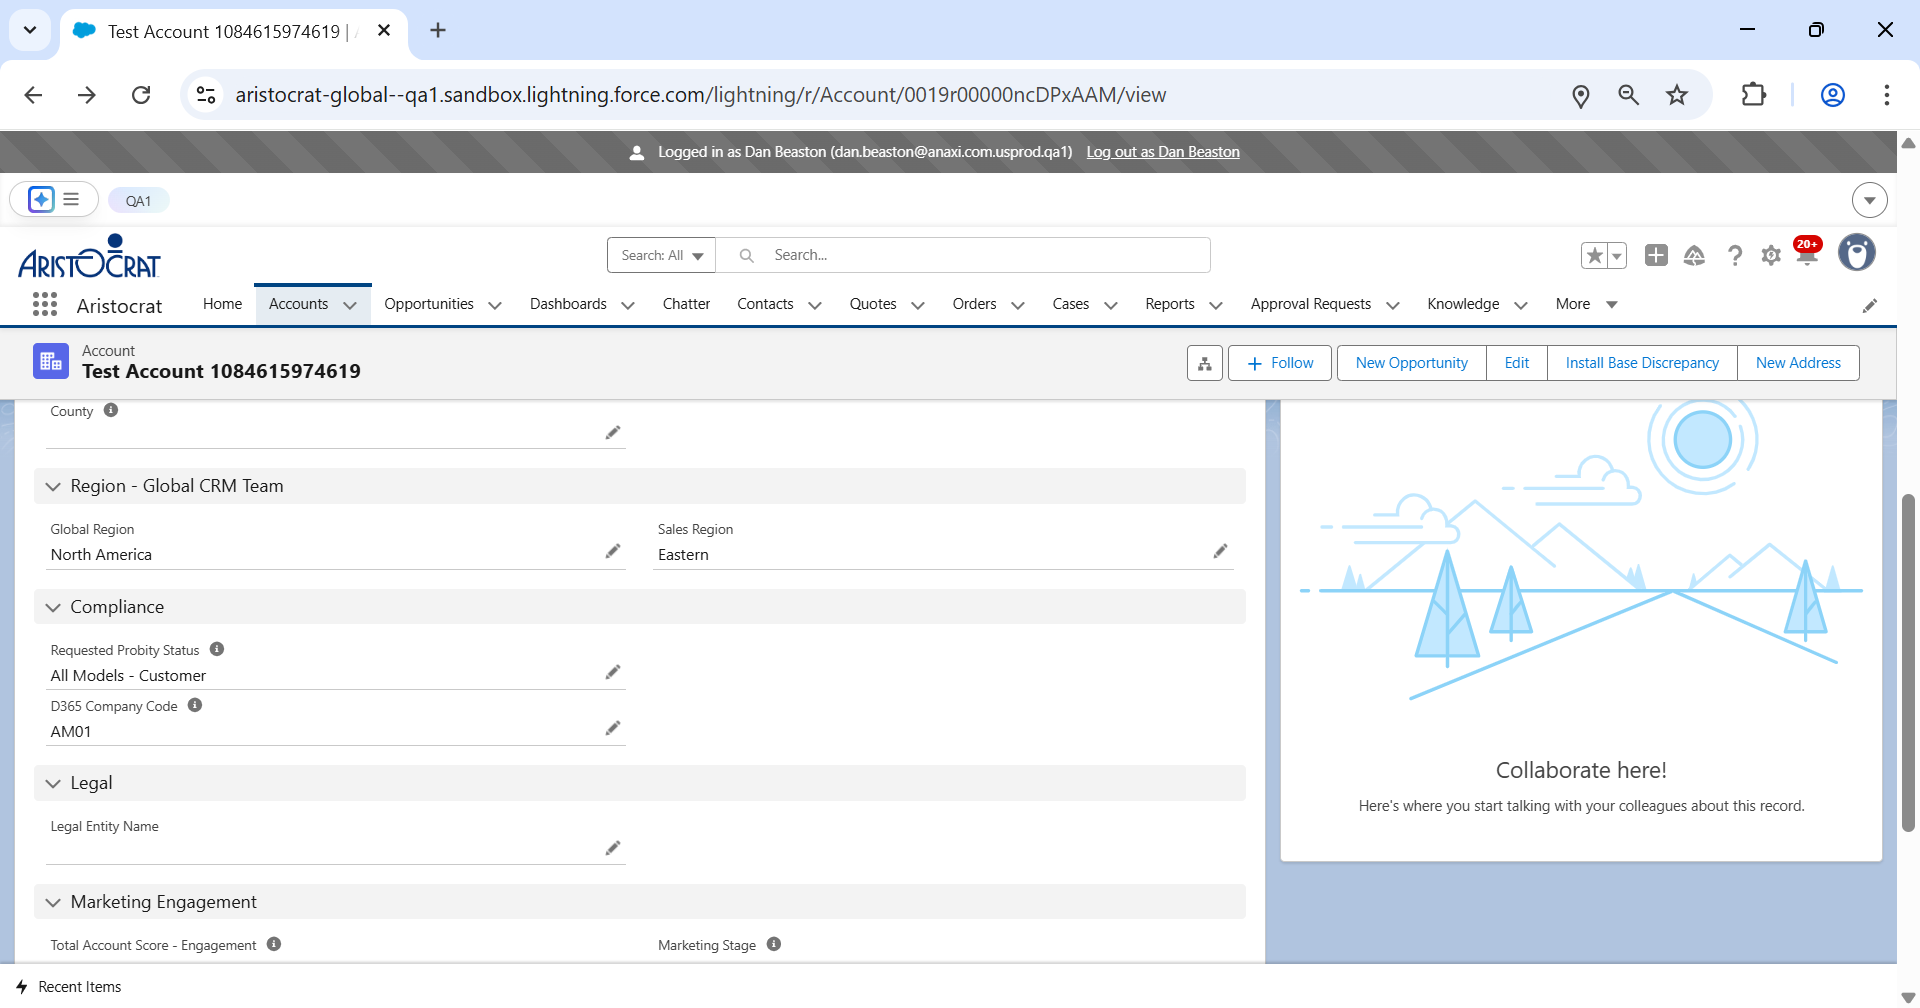 Test Account 1084615974619 |
aristocrat-global--qa1.sandbox.lightning.force.com/lightning/r/Account/0019r00000ncDPxAAM/view
Logged in as Dan Beaston (dan.beaston@anaxi.com.usprod.qa1) Log out as Dan Beaston
QA1
ARISTOCRAT
Search: All
Search...
20+
Aristocrat
Home
Accounts
Opportunities
Dashboards
Chatter
Contacts
Quotes
Orders
Cases
Reports
Approval Requests
Knowledge
More
Account
Test Account 1084615974619
Follow
New Opportunity
Edit
Install Base Discrepancy
New Address
County
Region - Global CRM Team
Global Region
North America
Sales Region
Eastern
Compliance
Requested Probity Status
All Models - Customer
D365 Company Code
AM01
Legal
Legal Entity Name
Marketing Engagement
Total Account Score - Engagement
Marketing Stage
Collaborate here!
Here's where you start talking with your colleagues about this record.
Recent Items